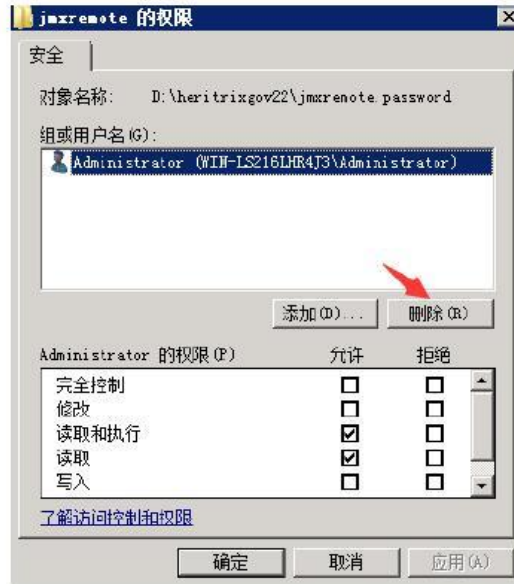 jmxremote 的权限
安全
对象名称: D:\heritrixgov22\jmxremote.password
组或用户名(G):
Administrator (WIN-LS216LHR4J3\Administrator)
添加(D)... 删除(R)
Administrator 的权限(P) 允许 拒绝
完全控制
修改
读取和执行
读取
写入
了解访问控制和权限
确定 取消 应用(A)